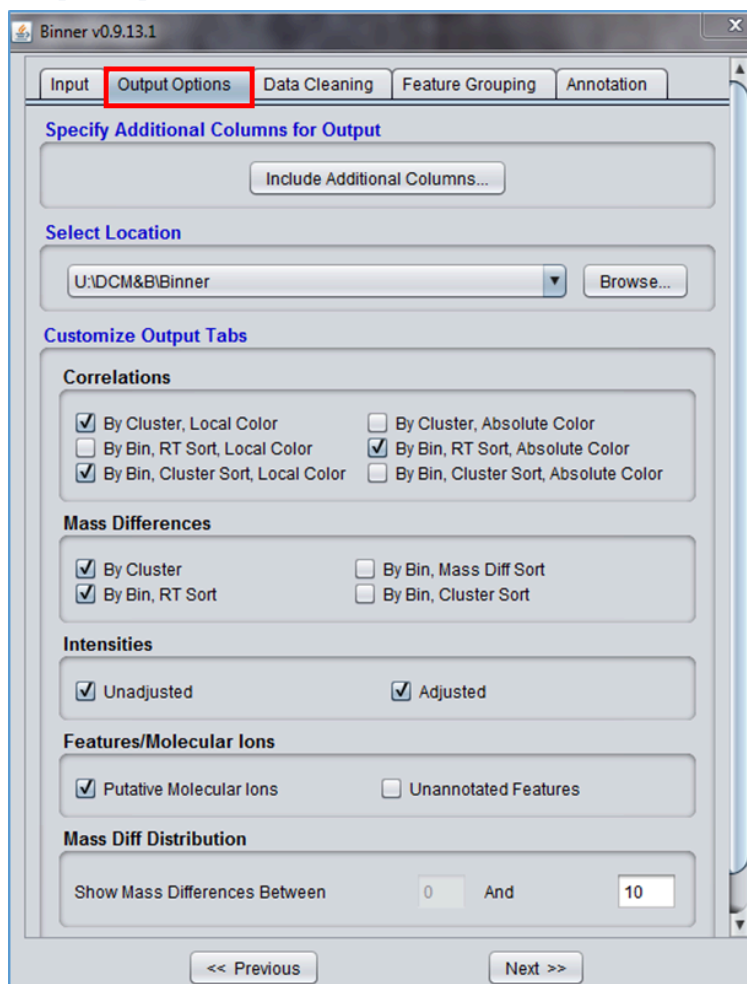 Binner v0.9.13.1
x
Input Output Options Data Cleaning Feature Grouping Annotation
Specify Additional Columns for Output
Include Additional Columns...
Select Location
U:\DCM&B\Binner Browse...
Customize Output Tabs
Correlations
By Cluster, Local Color By Cluster, Absolute Color
By Bin, RT Sort, Local Color By Bin, RT Sort, Absolute Color
By Bin, Cluster Sort, Local Color By Bin, Cluster Sort, Absolute Color
Mass Differences
By Cluster By Bin, Mass Diff Sort
By Bin, RT Sort By Bin, Cluster Sort
Intensities
Unadjusted Adjusted
Features/Molecular Ions
Putative Molecular Ions Unannotated Features
Mass Diff Distribution
Show Mass Differences Between 0 And 10
<< Previous Next >>